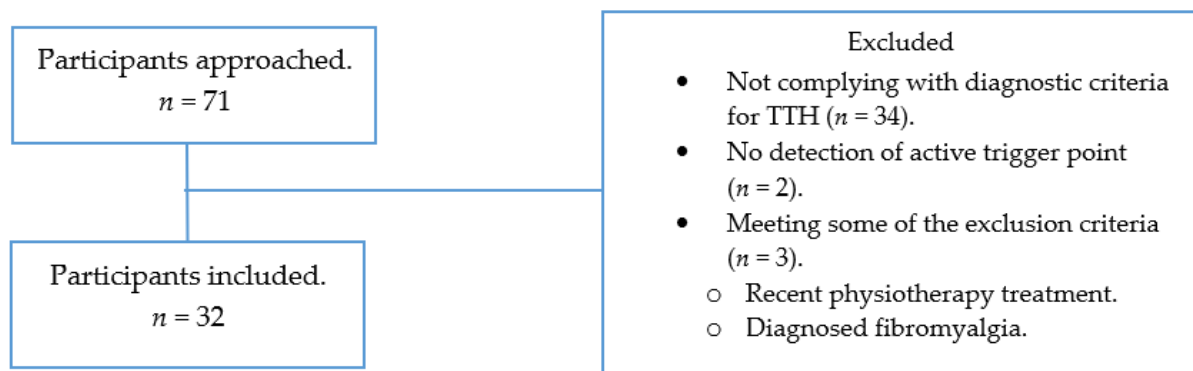 Participants approached.
n = 71
Excluded
• Not complying with diagnostic criteria
for TTH (n = 34).
• No detection of active trigger point
(n = 2).
• Meeting some of the exclusion criteria
(n = 3).
o Recent physiotherapy treatment.
o Diagnosed fibromyalgia.
Participants included.
n = 32